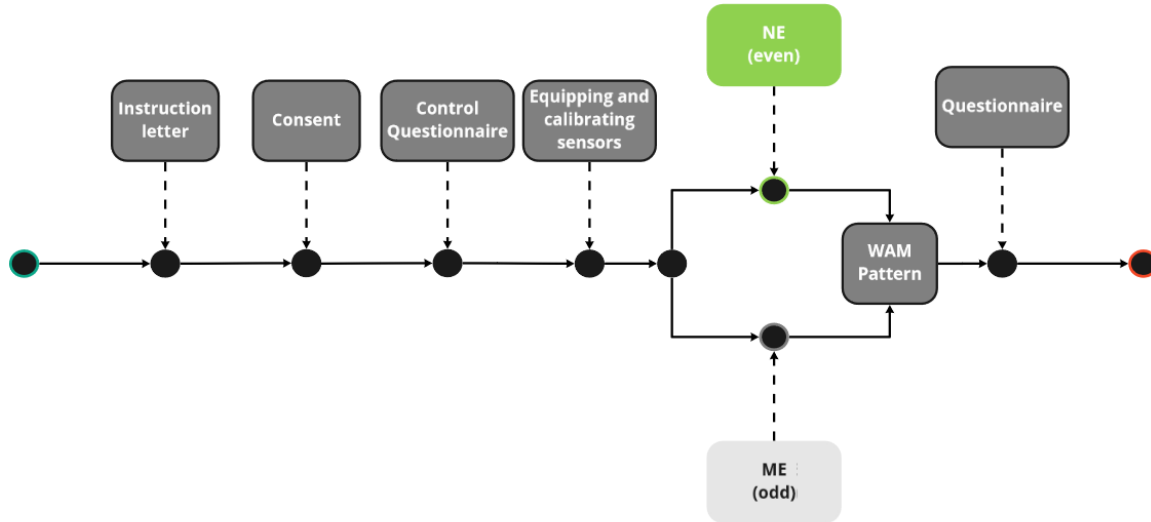 NE
(even)
Instruction
letter
Consent
Control
Questionnaire
Equipping and
calibrating
sensors
Questionnaire
WAM
Pattern
ME
(odd)